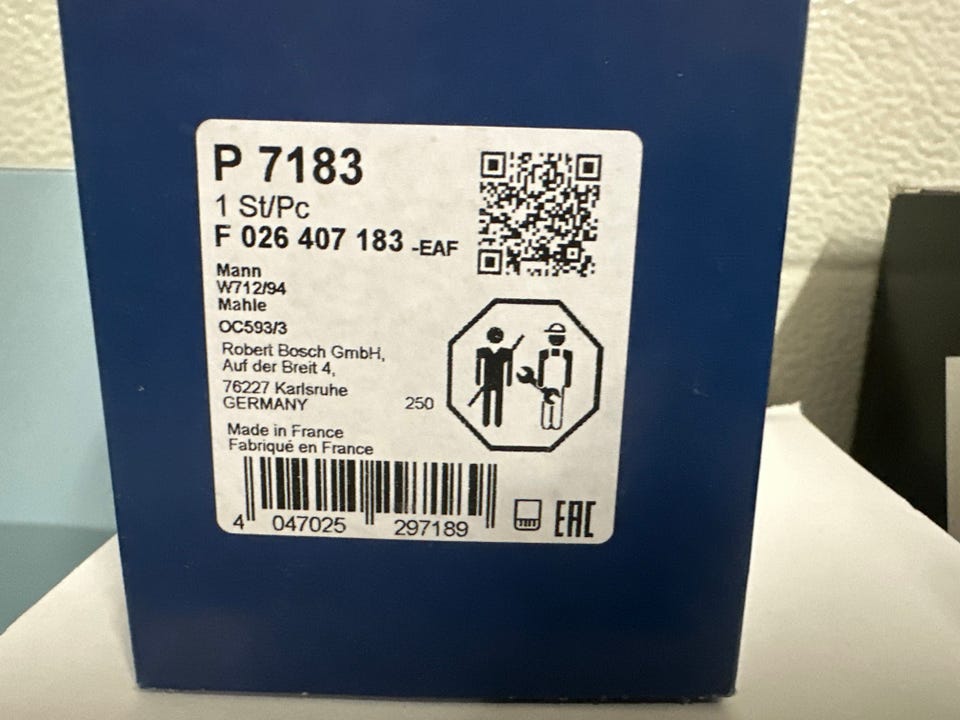 P 7183
1 St/Pc
F 026 407 183 -EAF
Mann
W712/94
Mahle
OC593/3
Robert Bosch GmbH,
Auf der Breit 4,
76227 Karlsruhe
GERMANY 250
Made in France
Fabriqué en France
4 047025 297189
EAC